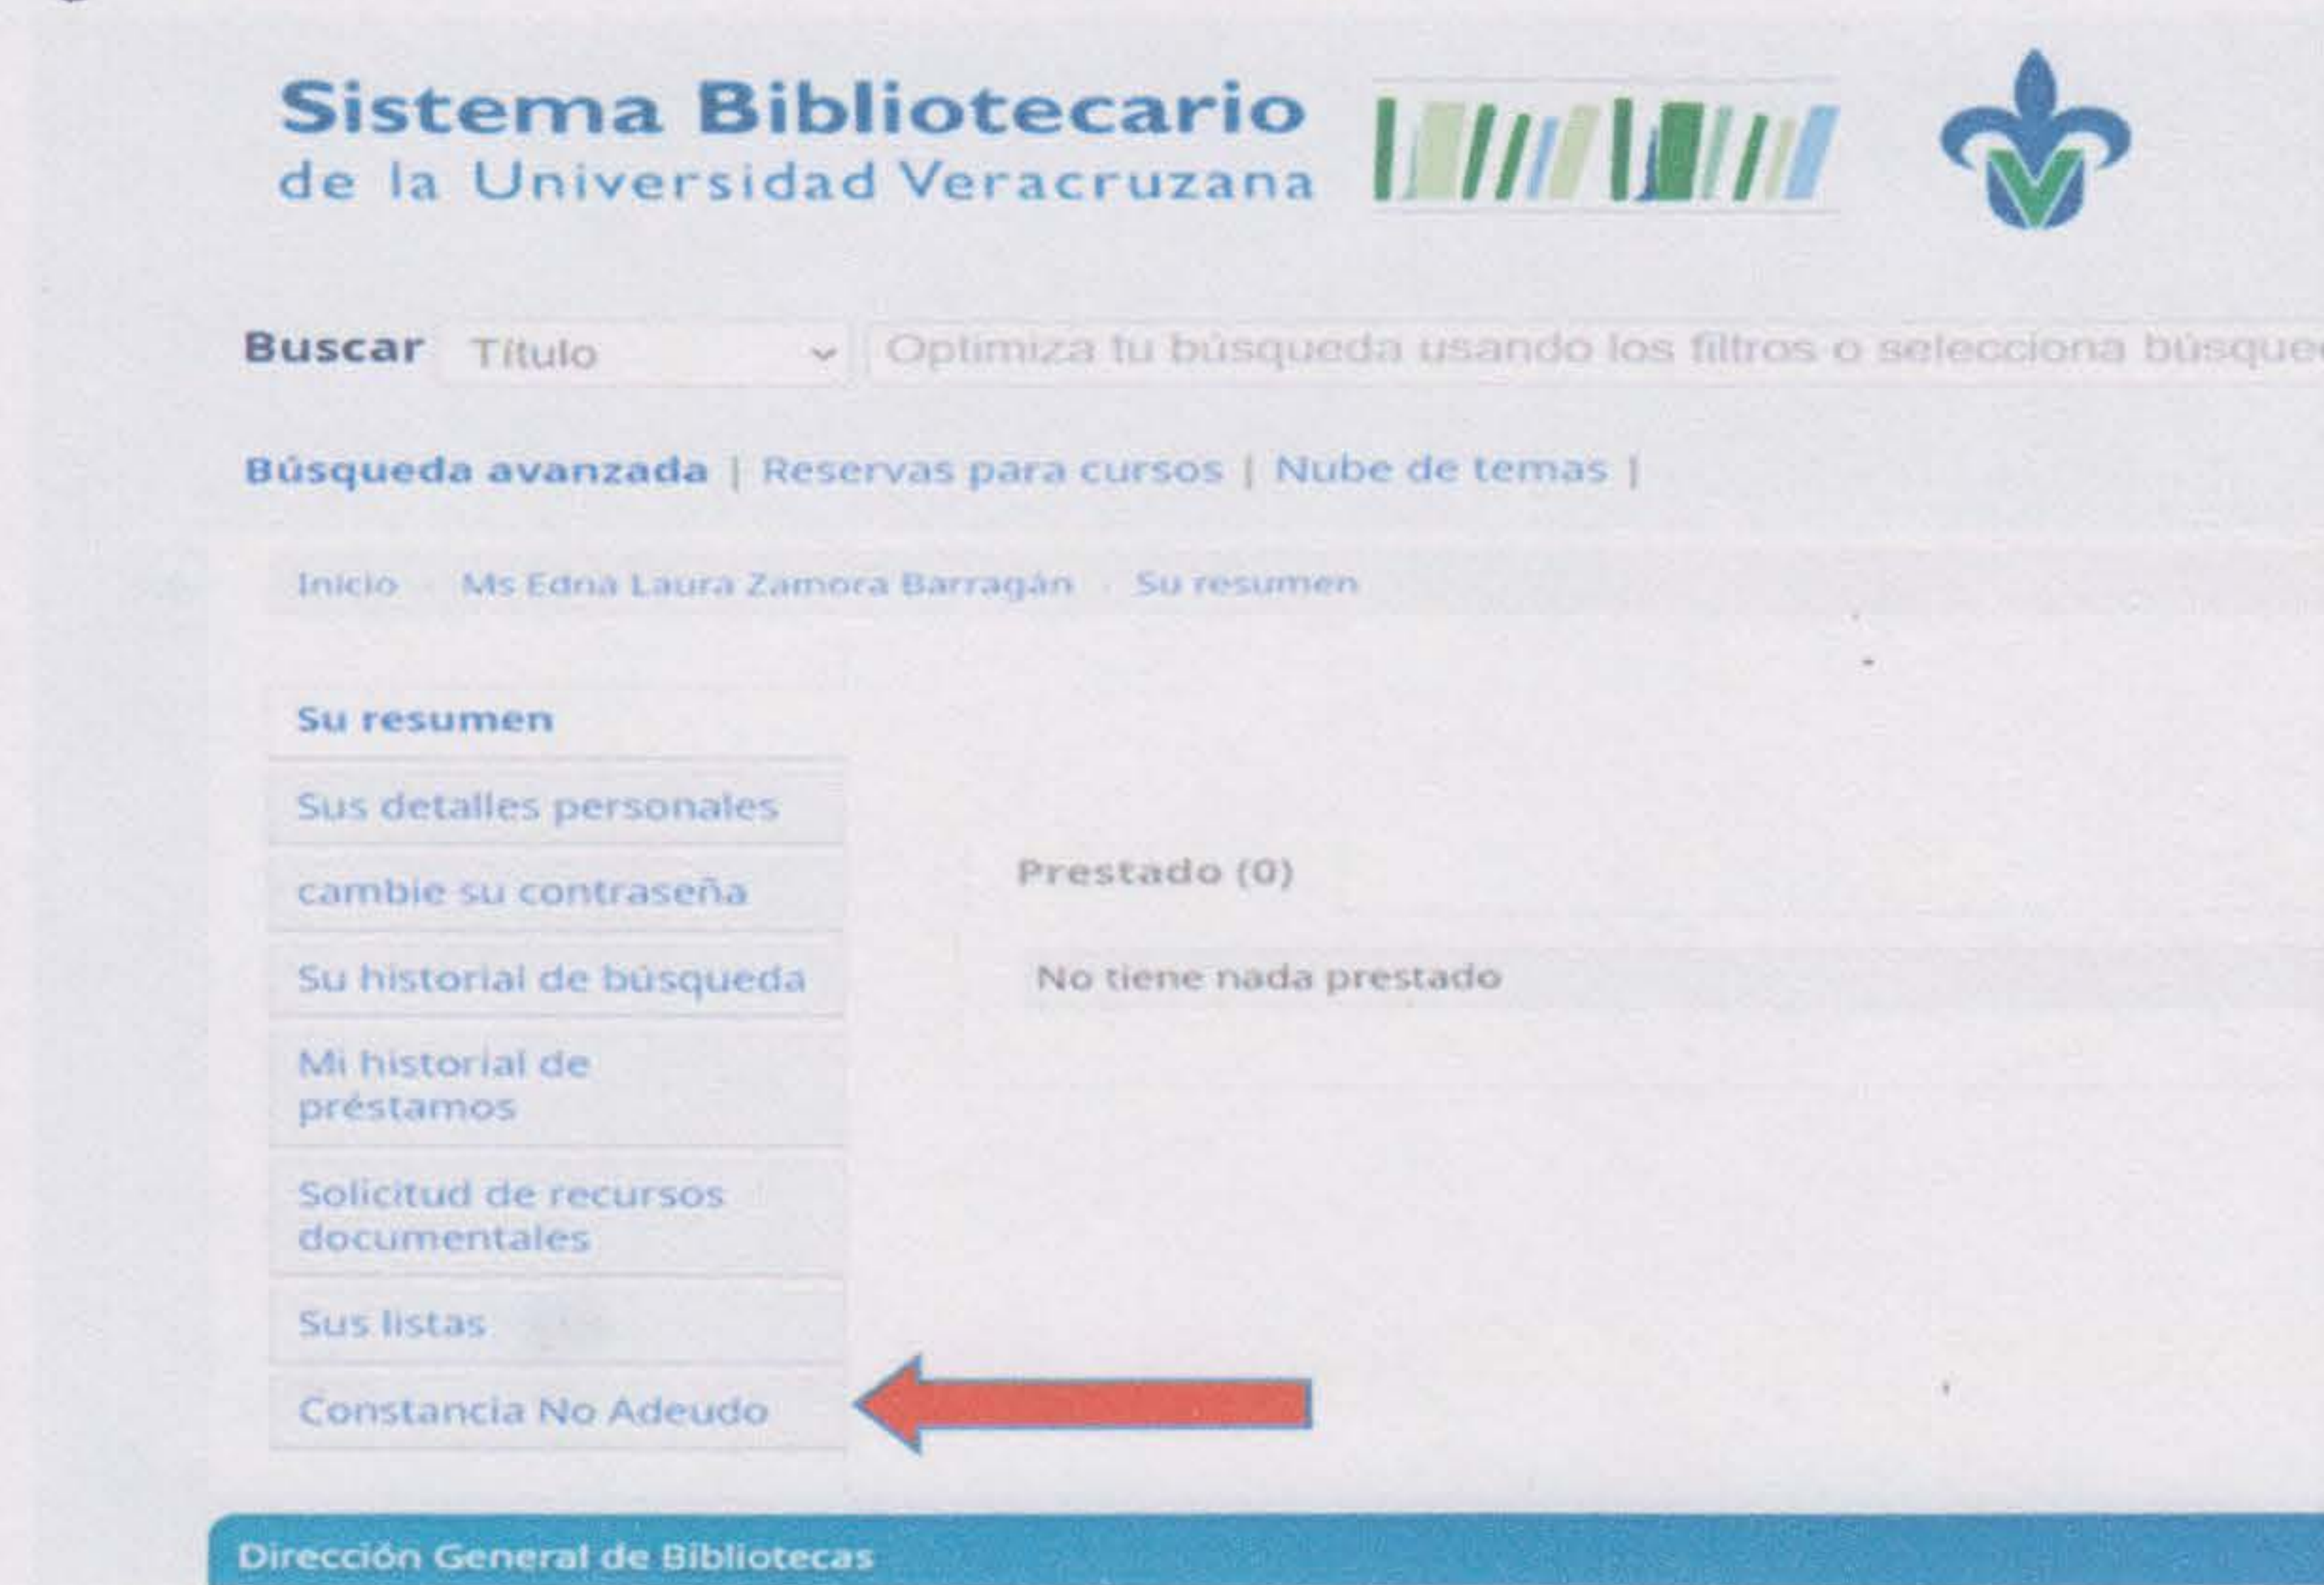 Sistema Bibliotecario
de la Universidad Veracruzana
Buscar Título Optimiza tu búsqueda usando los filtros o selecciona búsque
Búsqueda avanzada | Reservas para cursos | Nube de temas |
Inicio Ms Edna Laura Zamora Barragán Su resumen
Su resumen
Sus detalles personales
cambie su contraseña
Su historial de búsqueda
Mi historial de
préstamos
Solicitud de recursos
documentales
Sus listas
Constancia No Adeudo
Prestado (0)
No tiene nada prestado
Dirección General de Bibliotecas